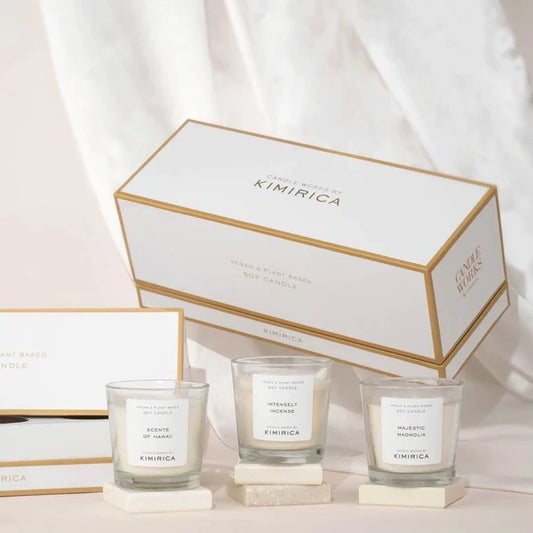 CANDLE WORKS BY
KIMIRICA
VEGAN & PLANT BASED
SOY CANDLE
KIMIRICA
CANDLE
WORKS
PLANT BASED
CANDLE
KIMIRICA
VEGAN & PLANT BASED
SOY CANDLE
SCENTS
OF HAWAII
CANDLE WORKS BY
KIMIRICA
VEGAN & PLANT BASED
SOY CANDLE
INTENSELY
INCENSE
CANDLE WORKS BY
KIMIRICA
VEGAN & PLANT BASED
SOY CANDLE
MAJESTIC
MAGNOLIA
CANDLE WORKS BY
KIMIRICA